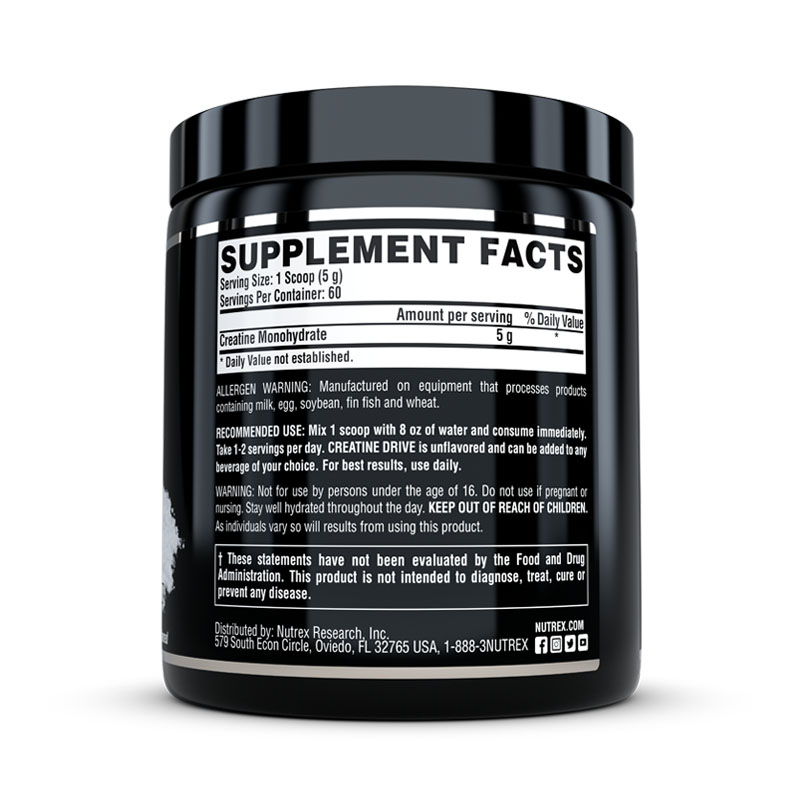 SUPPLEMENT FACTS
Serving Size: 1 Scoop (5 g)
Servings Per Container: 60
Amount per serving % Daily Value
Creatine Monohydrate 5 g *
* Daily Value not established.
ALLERGEN WARNING: Manufactured on equipment that processes products
containing milk, egg, soybean, fin fish and wheat.
RECOMMENDED USE: Mix 1 scoop with 8 oz of water and consume immediately.
Take 1-2 servings per day. CREATINE DRIVE is unflavored and can be added to any
beverage of your choice. For best results, use daily.
WARNING: Not for use by persons under the age of 16. Do not use if pregnant or
nursing. Stay well hydrated throughout the day. KEEP OUT OF REACH OF CHILDREN.
As individuals vary so will results from using this product.
† These statements have not been evaluated by the Food and Drug
Administration. This product is not intended to diagnose, treat, cure or
prevent any disease.
Distributed by: Nutrex Research, Inc.
579 South Econ Circle, Oviedo, FL 32765 USA, 1-888-3NUTREX
NUTREX.COM